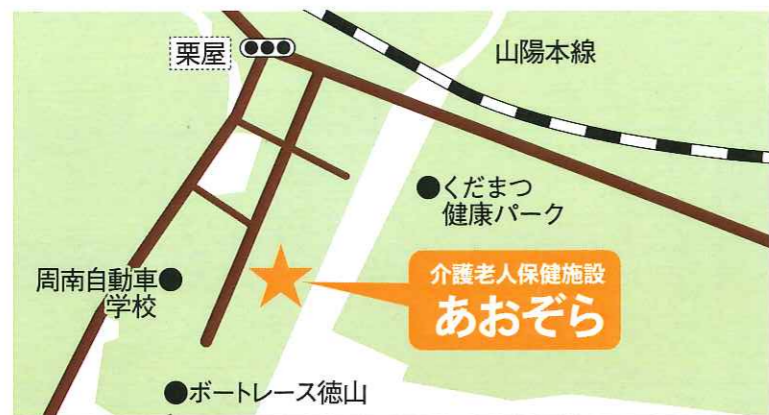 栗屋
山陽本線
くだまつ
健康パーク
周南自動車
学校
介護老人保健施設
あおぞら
ボートレース徳山